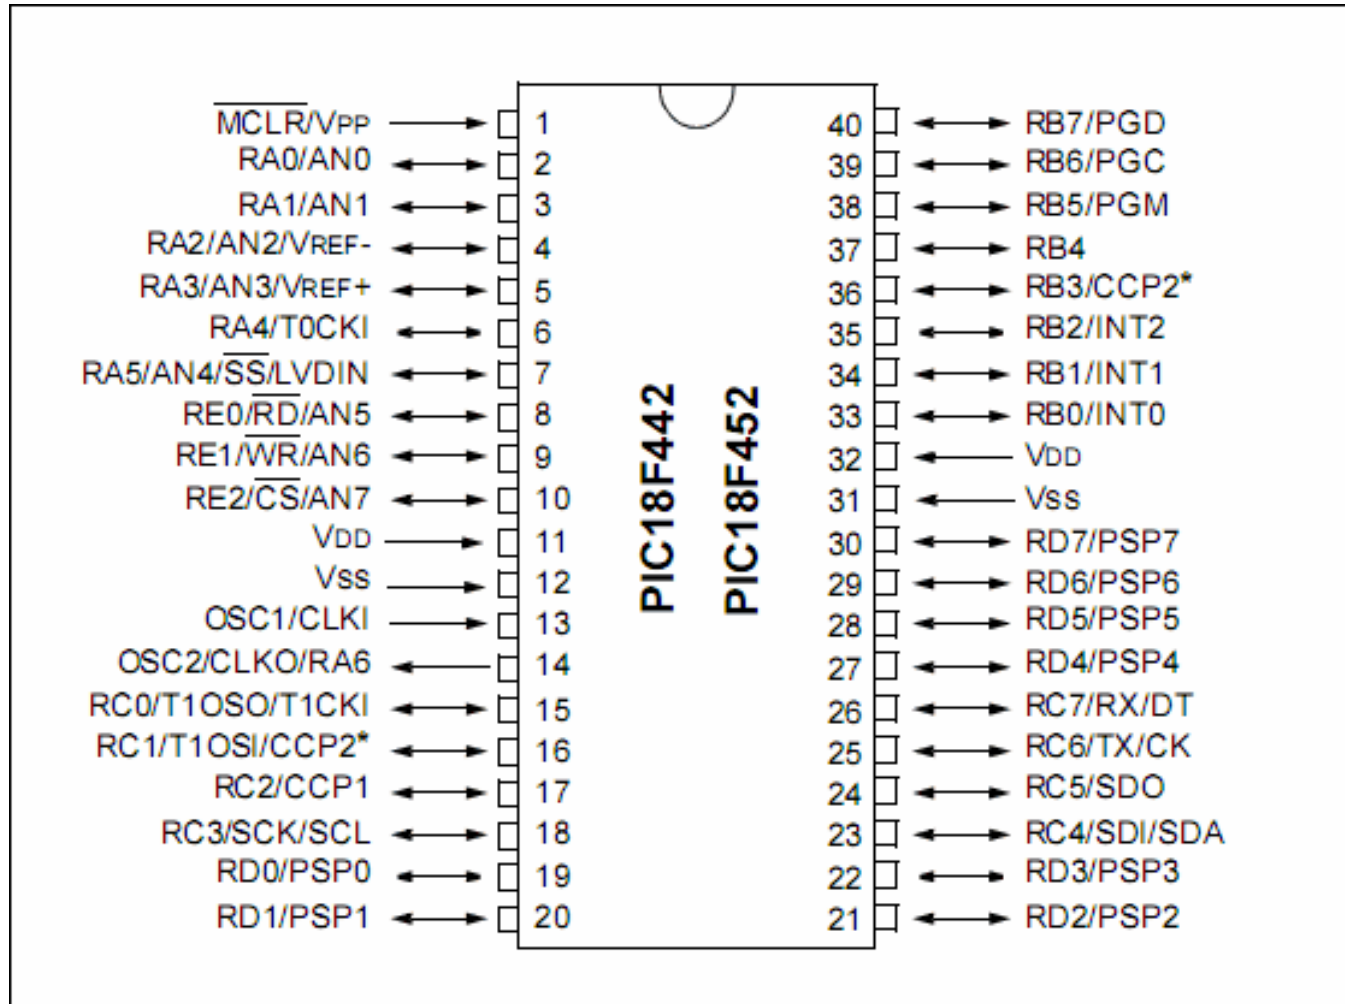 MCLR/VPP 1 40 RB7/PGD
RA0/AN0 2 39 RB6/PGC
RA1/AN1 3 38 RB5/PGM
RA2/AN2/VREF- 4 37 RB4
RA3/AN3/VREF+ 5 36 RB3/CCP2*
RA4/T0CKI 6 35 RB2/INT2
RA5/AN4/SS/LVDIN 7 34 RB1/INT1
RE0/RD/AN5 8 33 RB0/INT0
RE1/WR/AN6 9 32 VDD
RE2/CS/AN7 10 31 VSS
VDD 11 30 RD7/PSP7
VSS 12 29 RD6/PSP6
OSC1/CLKI 13 28 RD5/PSP5
OSC2/CLKO/RA6 14 27 RD4/PSP4
RC0/T1OSO/T1CKI 15 26 RC7/RX/DT
RC1/T1OSI/CCP2* 16 25 RC6/TX/CK
RC2/CCP1 17 24 RC5/SDO
RC3/SCK/SCL 18 23 RC4/SDI/SDA
RD0/PSP0 19 22 RD3/PSP3
RD1/PSP1 20 21 RD2/PSP2
PIC18F442
PIC18F452